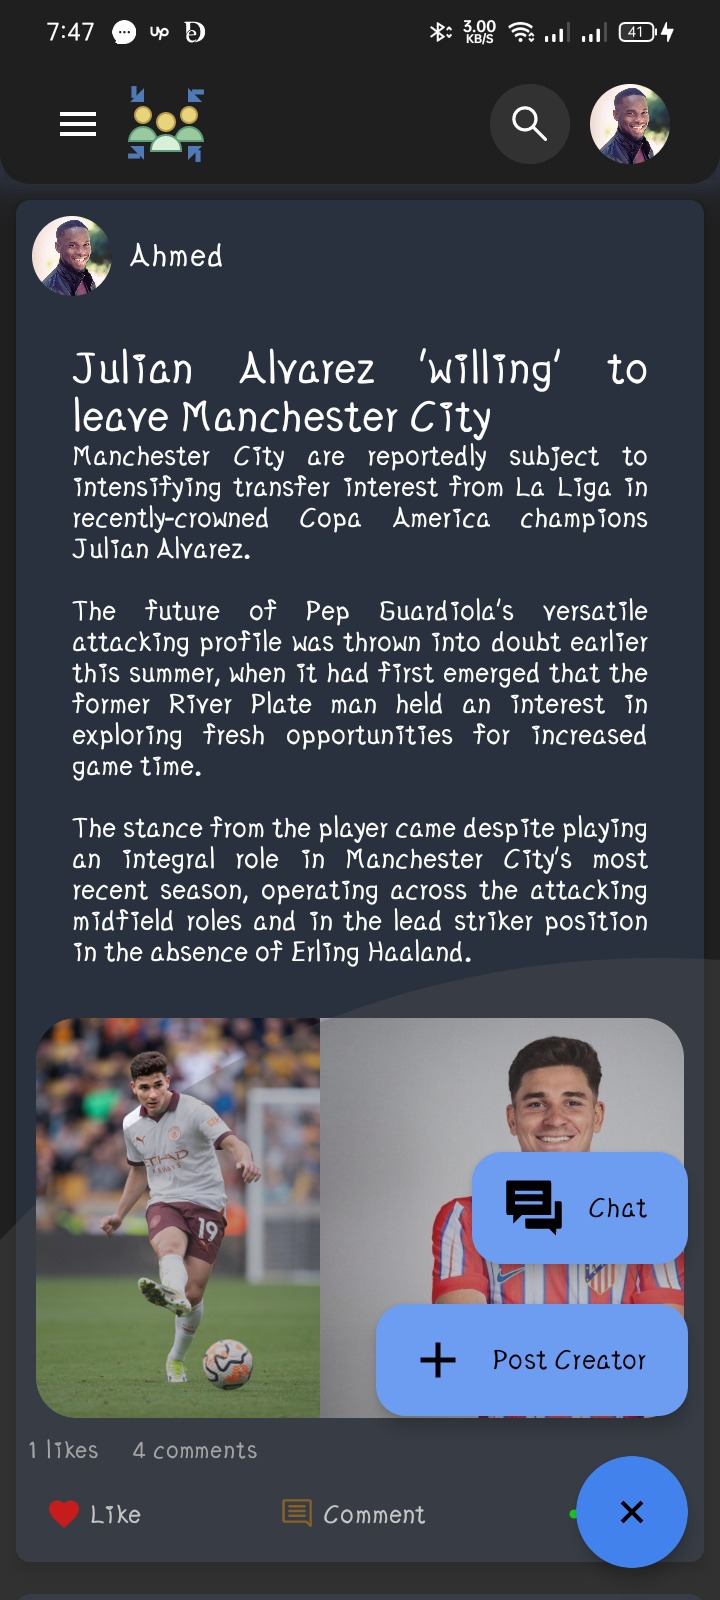 7:47
up
3.00
KB/S
41
Ahmed
Julian Alvarez 'willing' to
leave Manchester City
Manchester City are reportedly subject to
intensifying transfer interest from La Liga in
recently-crowned Copa America champions
Julian Alvarez.
The future of Pep Guardiola's versatile
attacking profile was thrown into doubt earlier
this summer, when it had first emerged that the
former River Plate man held an interest in
exploring fresh opportunities for increased
game time.
The stance from the player came despite playing
an integral role in Manchester City's most
recent season, operating across the attacking
midfield roles and in the lead striker position
in the absence of Erling Haaland.
ETIHAD
AIRWAYS
19
Chat
Post Creator
1 likes 4 comments
Like Comment